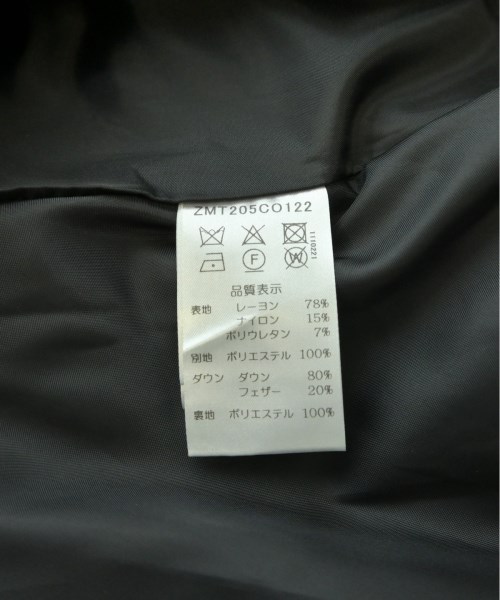 ZMT205CO122
1110221
F W
品質表示
表地 レーヨン 78%
ナイロン 15%
ポリウレタン 7%
別地 ポリエステル 100%
ダウン ダウン 80%
フェザー 20%
裏地 ポリエステル 100%